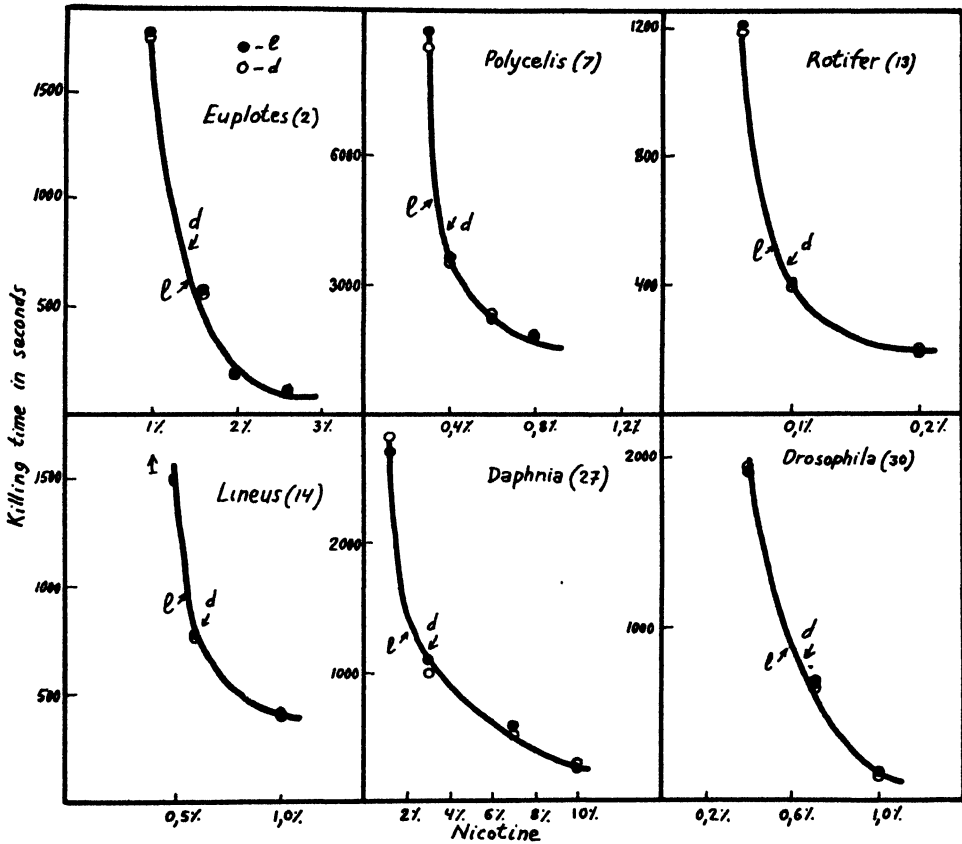 Killing time in seconds
● - l
○ - d
Euplotes (2)
1500
1000
500
d
l
1%
2%
3%
Polycelis (7)
6000
3000
l
d
0,4%
0,8%
1,2%
Rotifer (13)
1200
800
400
l
d
0,1%
0,2%
Lineus (14)
1500
1000
500
l
d
0,5%
1,0%
Daphnia (27)
2000
1000
l
d
2%
4%
6%
8%
10%
Drosophila (30)
2000
1000
l
d
0,2%
0,6%
1,0%
Nicotine